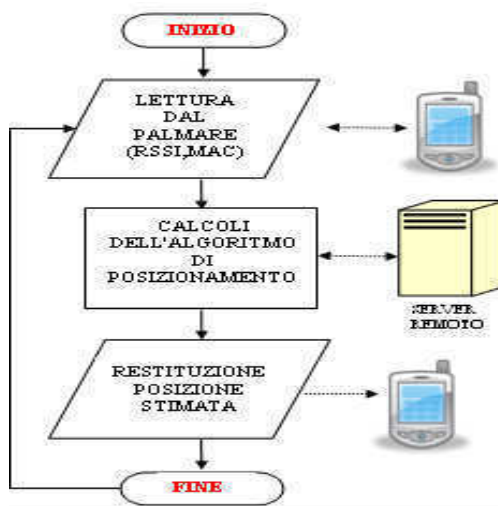 INIZIO
LETTURA
DAL
PALMARE
(RSSI,MAC)
CALCOLI
DELL'ALGORITMO
DI
POSIZIONAMENTO
SERVER
REMOTO
RESTITUZIONE
POSIZIONE
STIMATA
FINE